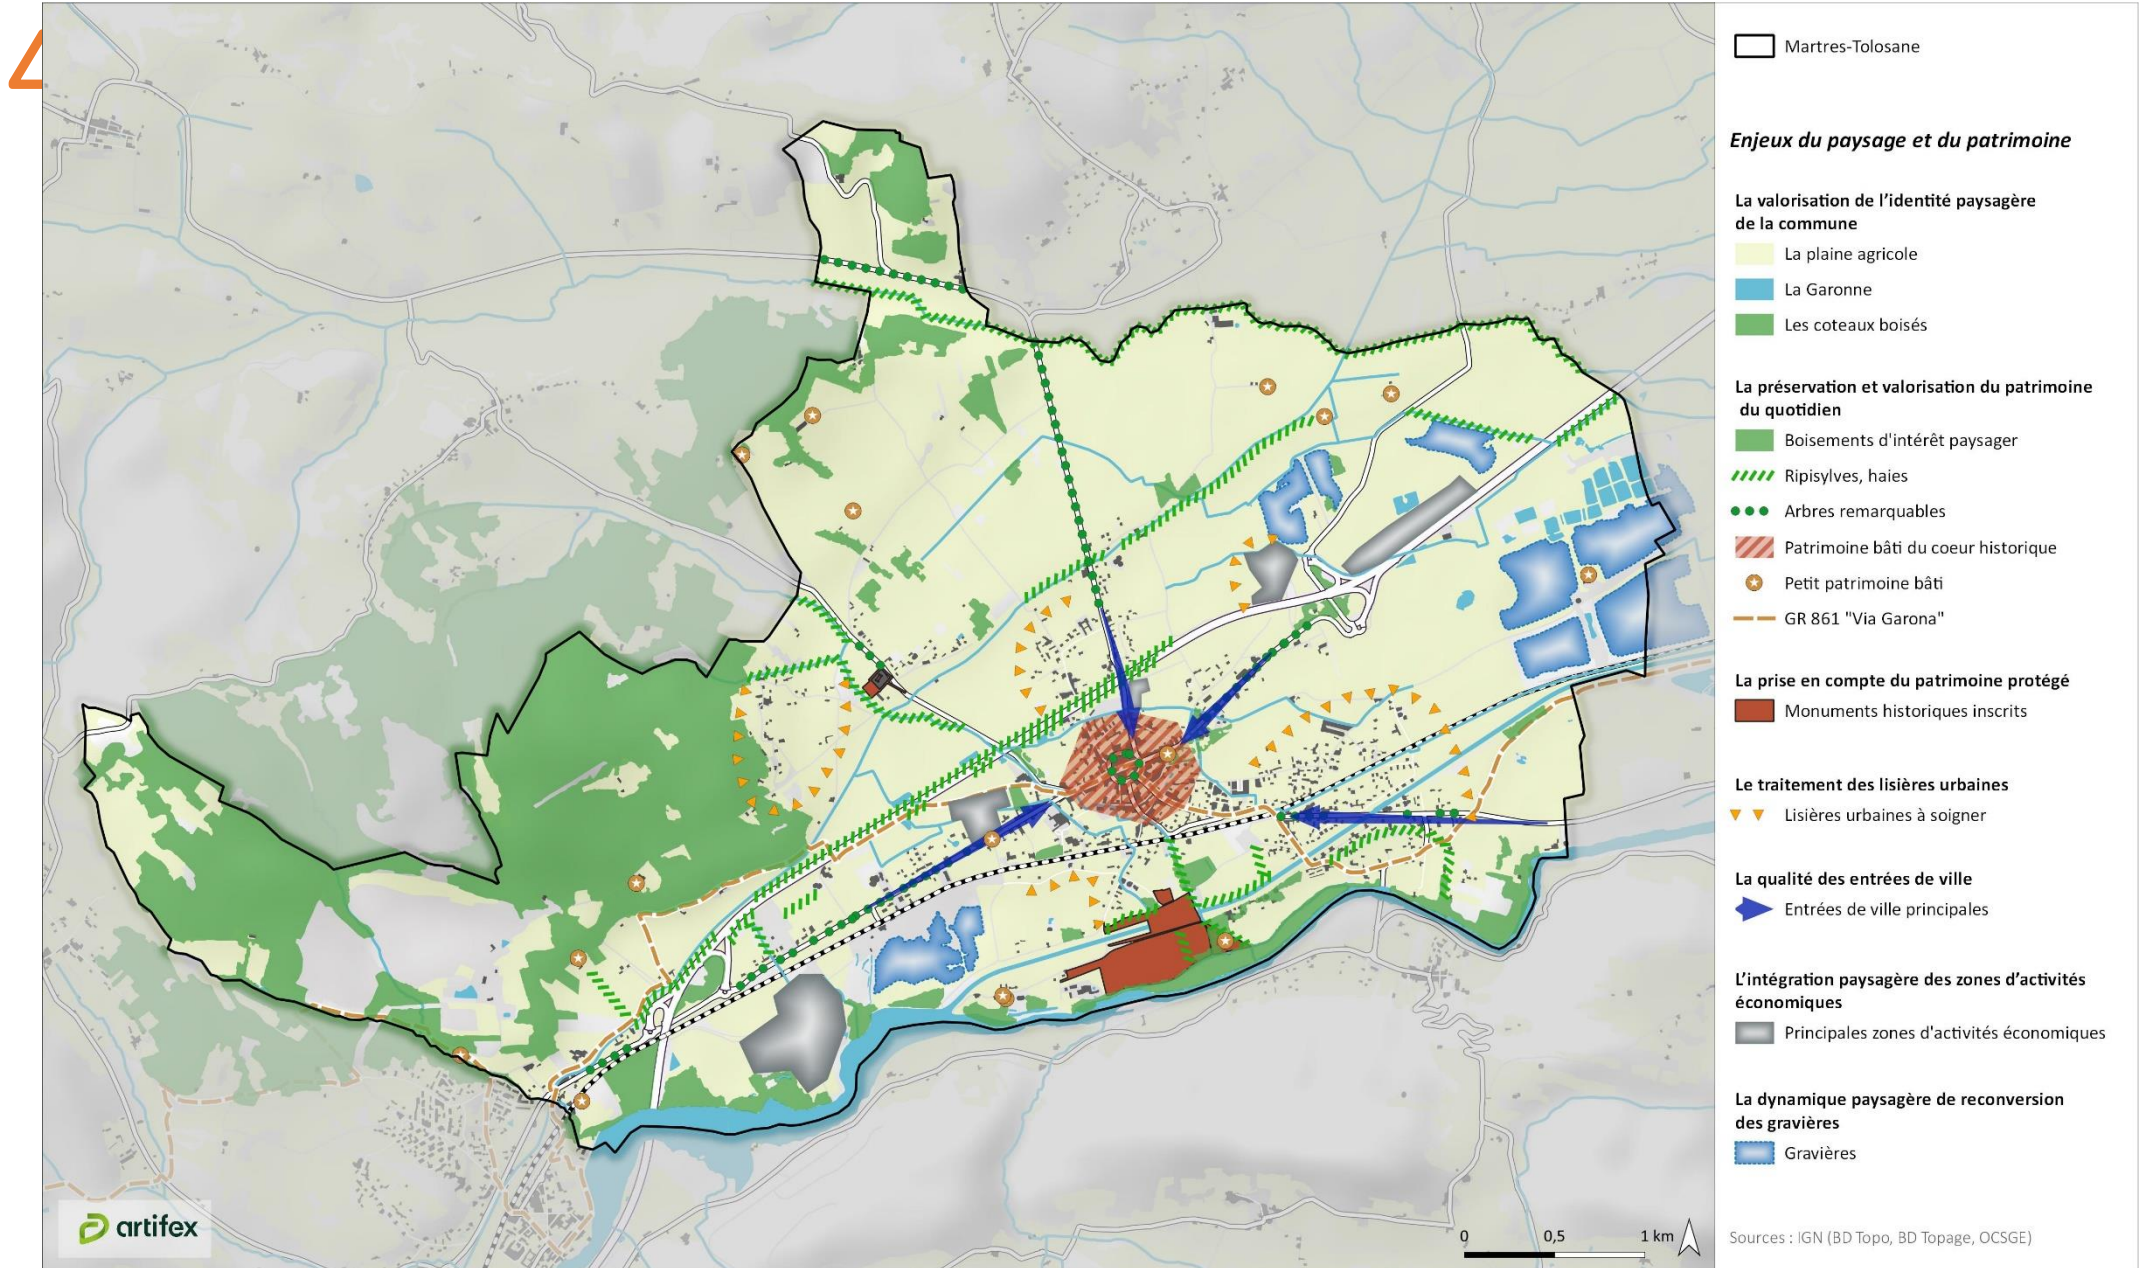 Martres-Tolosane
Enjeux du paysage et du patrimoine
La valorisation de l'identité paysagère
de la commune
La plaine agricole
La Garonne
Les coteaux boisés
La préservation et valorisation du patrimoine
du quotidien
Boisements d'intérêt paysager
Ripisylves, haies
Arbres remarquables
Patrimoine bâti du coeur historique
Petit patrimoine bâti
GR 861 "Via Garona"
La prise en compte du patrimoine protégé
Monuments historiques inscrits
Le traitement des lisières urbaines
Lisières urbaines à soigner
La qualité des entrées de ville
Entrées de ville principales
L'intégration paysagère des zones d'activités
économiques
Principales zones d'activités économiques
La dynamique paysagère de reconversion
des gravières
Gravières
Sources : IGN (BD Topo, BD Topage, OCSGE)
artifex
0 0,5 1 km